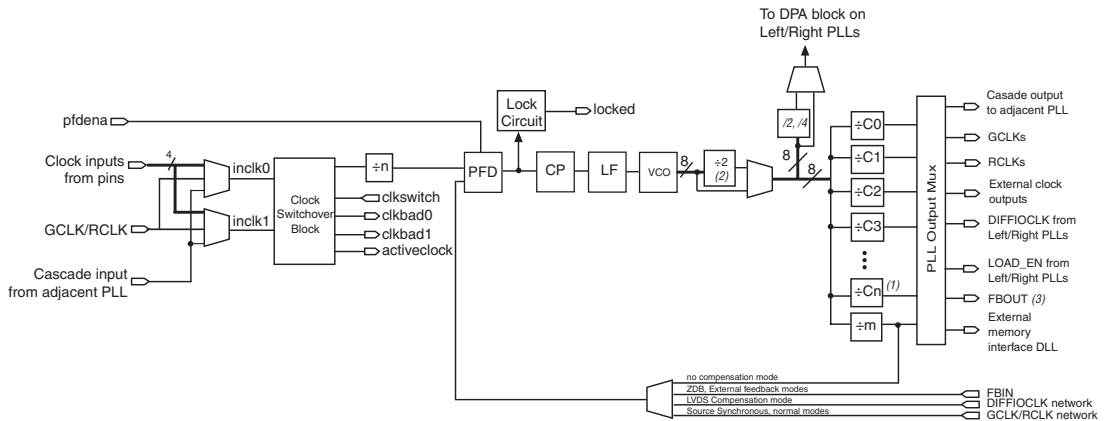 To DPA block on
Left/Right PLLs
Casade output
to adjacent PLL
Lock
Circuit
locked
/2, /4
pfdena
÷C0
GCLKs
Clock inputs
from pins
4
inclk0
÷n
PFD
CP
LF
VCO
8
÷2
(2)
8
8
÷C1
RCLKs
clkswitch
Clock
Switchover
Block
÷C2
External clock
outputs
clkbad0
inclk1
GCLK/RCLK
clkbad1
÷C3
PLL Output Mux
DIFFIOCLK from
Left/Right PLLs
activeclock
Cascade input
from adjacent PLL
LOAD_EN from
Left/Right PLLs
÷Cn
(1)
FBOUT (3)
÷m
External
memory
interface DLL
no compensation mode
ZDB, External feedback modes
FBIN
LVDS Compensation mode
DIFFIOCLK network
Source Synchronous, normal modes
GCLK/RCLK network